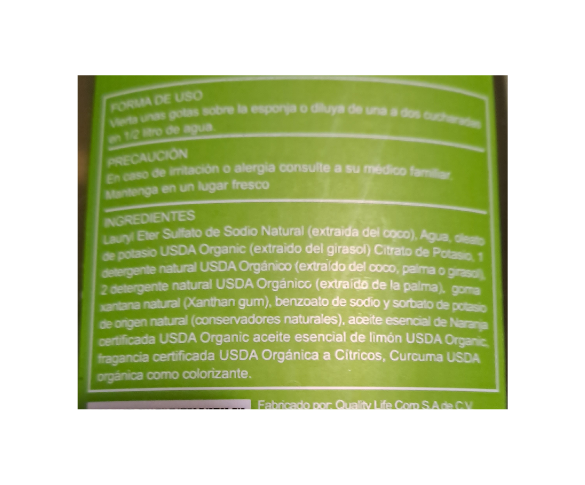 FORMA DE USO
Vierta unas gotas sobre la esponja o diluya de una a dos cucharadas
en 1/2 litro de agua.
PRECAUCIÓN
En caso de irritación o alergia consulte a su médico familiar.
Mantenga en un lugar fresco
INGREDIENTES
Lauryl Eter Sulfato de Sodio Natural (extraida del coco), Agua, oleato
de potasio USDA Organic (extraido del girasol) Citrato de Potasio, 1
detergente natural USDA Orgánico (extraído del coco, palma o girasol),
2 detergente natural USDA Orgánico (extraído de la palma), goma
xantana natural (Xanthan gum), benzoato de sodio y sorbato de potasio
de origen natural (conservadores naturales), aceite esencial de Naranja
certificada USDA Organic aceite esencial de limón USDA Organic,
fragancia certificada USDA Orgánica a Cítricos, Curcuma USDA
orgánica como colorizante.
Fabricado por: Quality Life Corp S.A de C.V